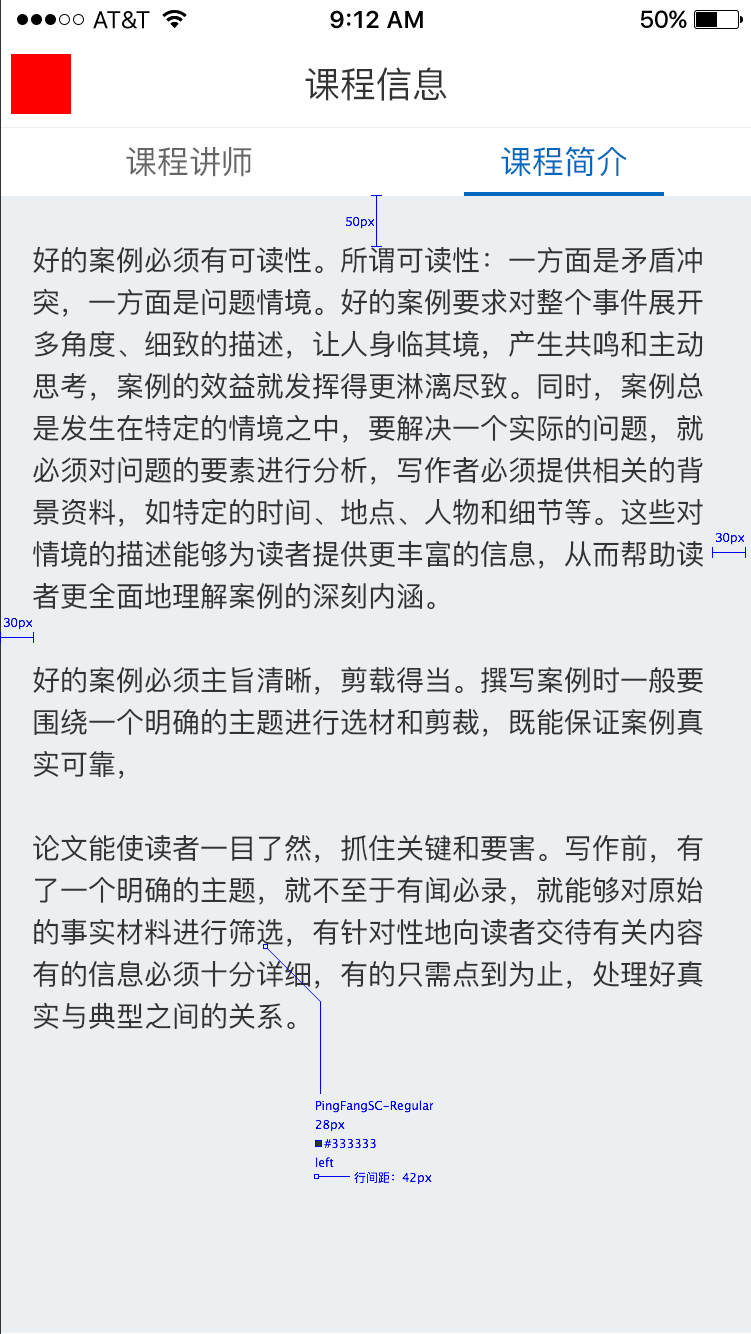 AT&T 9:12 AM 50%
课程信息
课程讲师 课程简介
50px
好的案例必须有可读性。所谓可读性：一方面是矛盾冲
突，一方面是问题情境。好的案例要求对整个事件展开
多角度、细致的描述，让人身临其境，产生共鸣和主动
思考，案例的效益就发挥得更淋漓尽致。同时，案例总
是发生在特定的情境之中，要解决一个实际的问题，就
必须对问题的要素进行分析，写作者必须提供相关的背
景资料，如特定的时间、地点、人物和细节等。这些对
30px
情境的描述能够为读者提供更丰富的信息，从而帮助读
者更全面地理解案例的深刻内涵。
30px
好的案例必须主旨清晰，剪载得当。撰写案例时一般要
围绕一个明确的主题进行选材和剪裁，既能保证案例真
实可靠，
论文能使读者一目了然，抓住关键和要害。写作前，有
了一个明确的主题，就不至于有闻必录，就能够对原始
的事实材料进行筛选，有针对性地向读者交待有关内容
有的信息必须十分详细，有的只需点到为止，处理好真
实与典型之间的关系。
PingFangSC-Regular
28px
#333333
left
行间距：42px